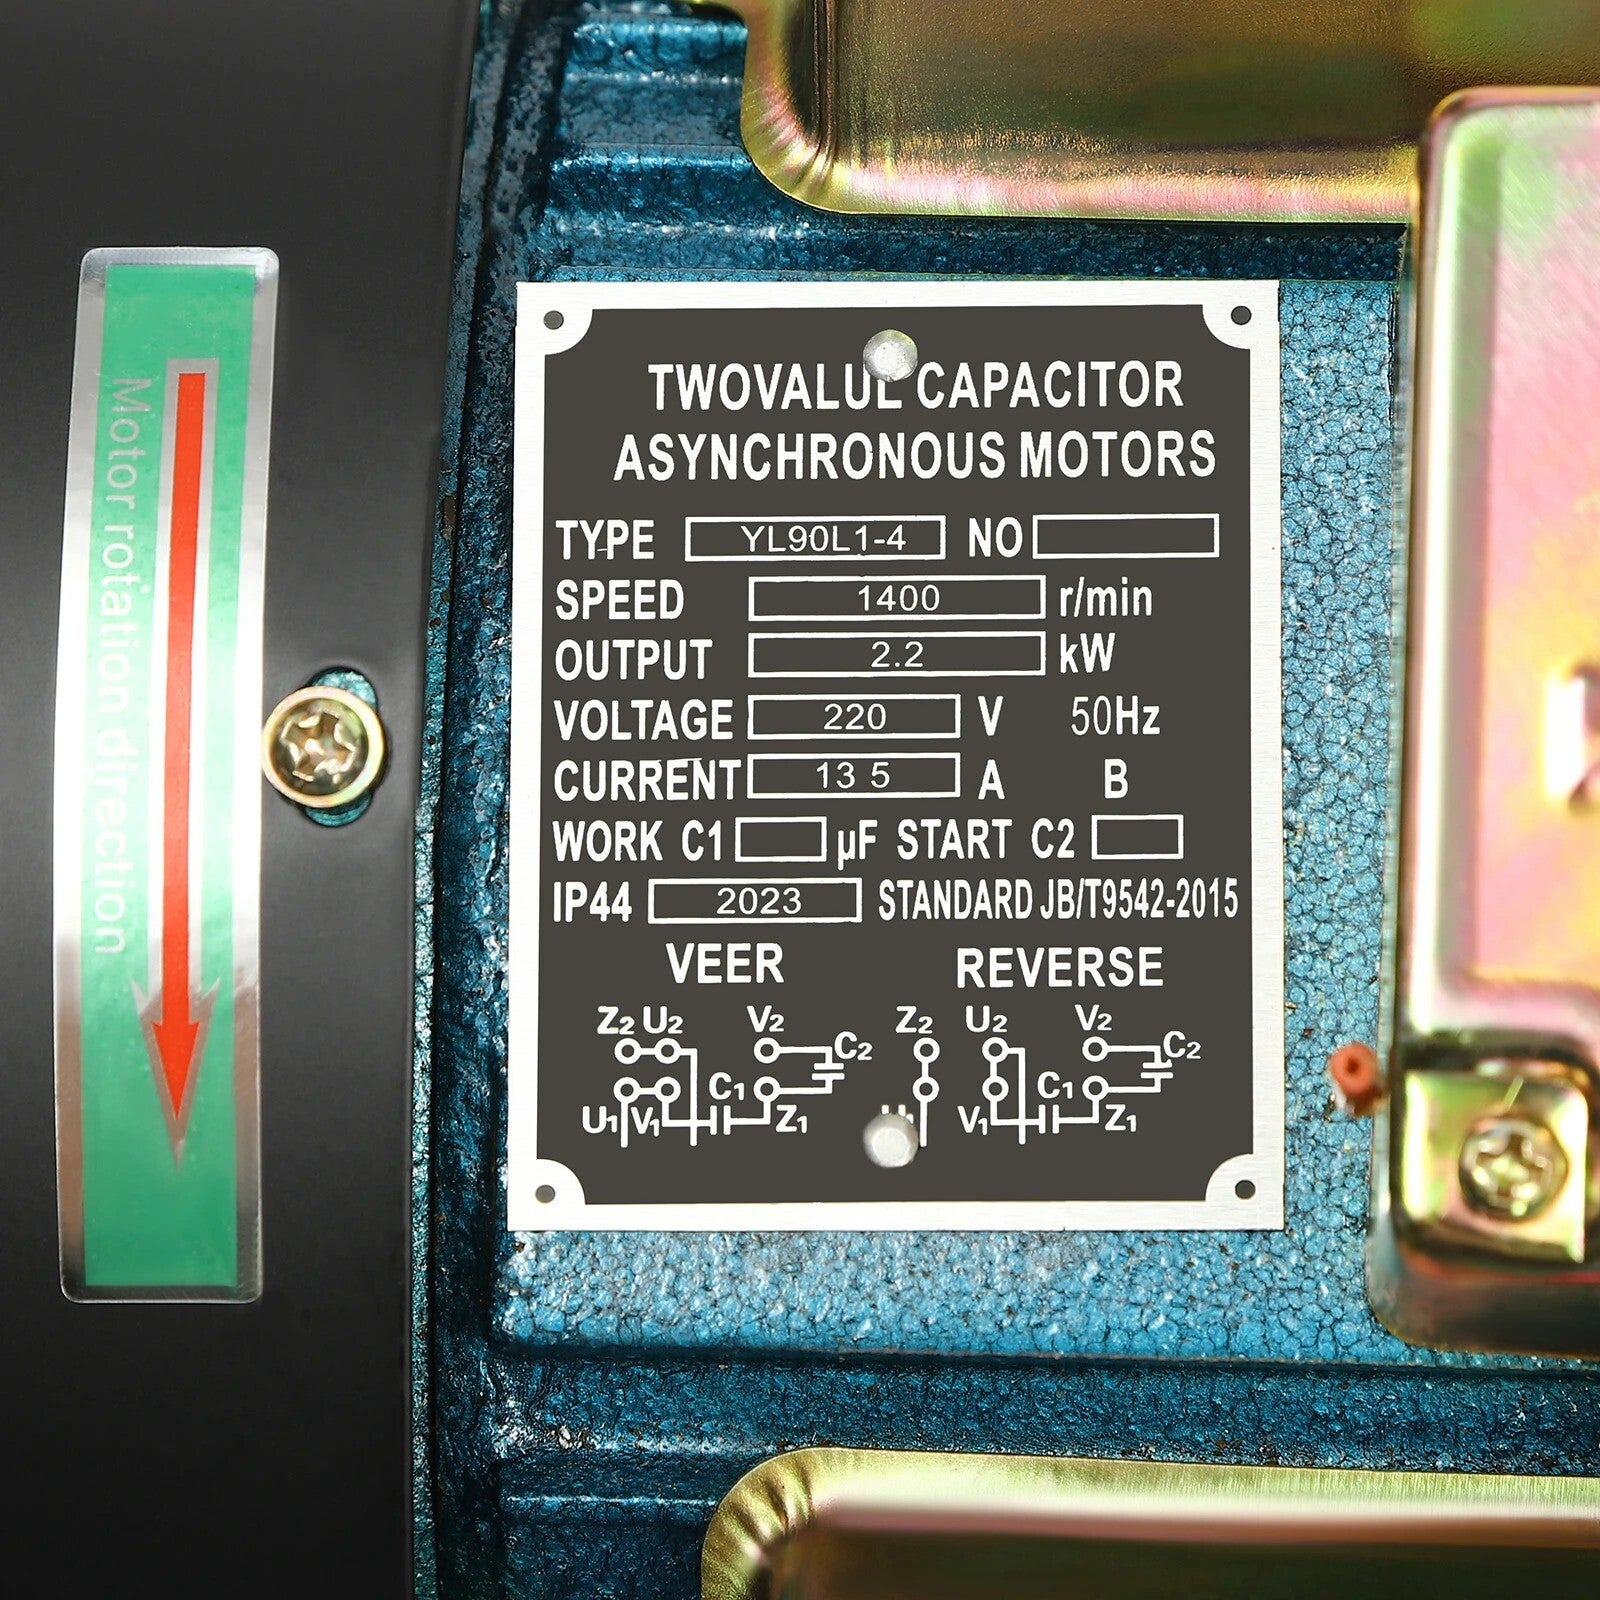 Motor rotation direction
TWOVALUE CAPACITOR
ASYNCHRONOUS MOTORS
TYPE YL90L1-4 NO
SPEED 1400 r/min
OUTPUT 2.2 kW
VOLTAGE 220 V 50Hz
CURRENT 13 5 A B
WORK C1 μF START C2
IP44 2023 STANDARD JB/T9542-2015
VEER REVERSE
Z2 U2 V2 Z2 U2 V2
C2 C2
C1 C1
U1 V1 Z1 V1 Z1